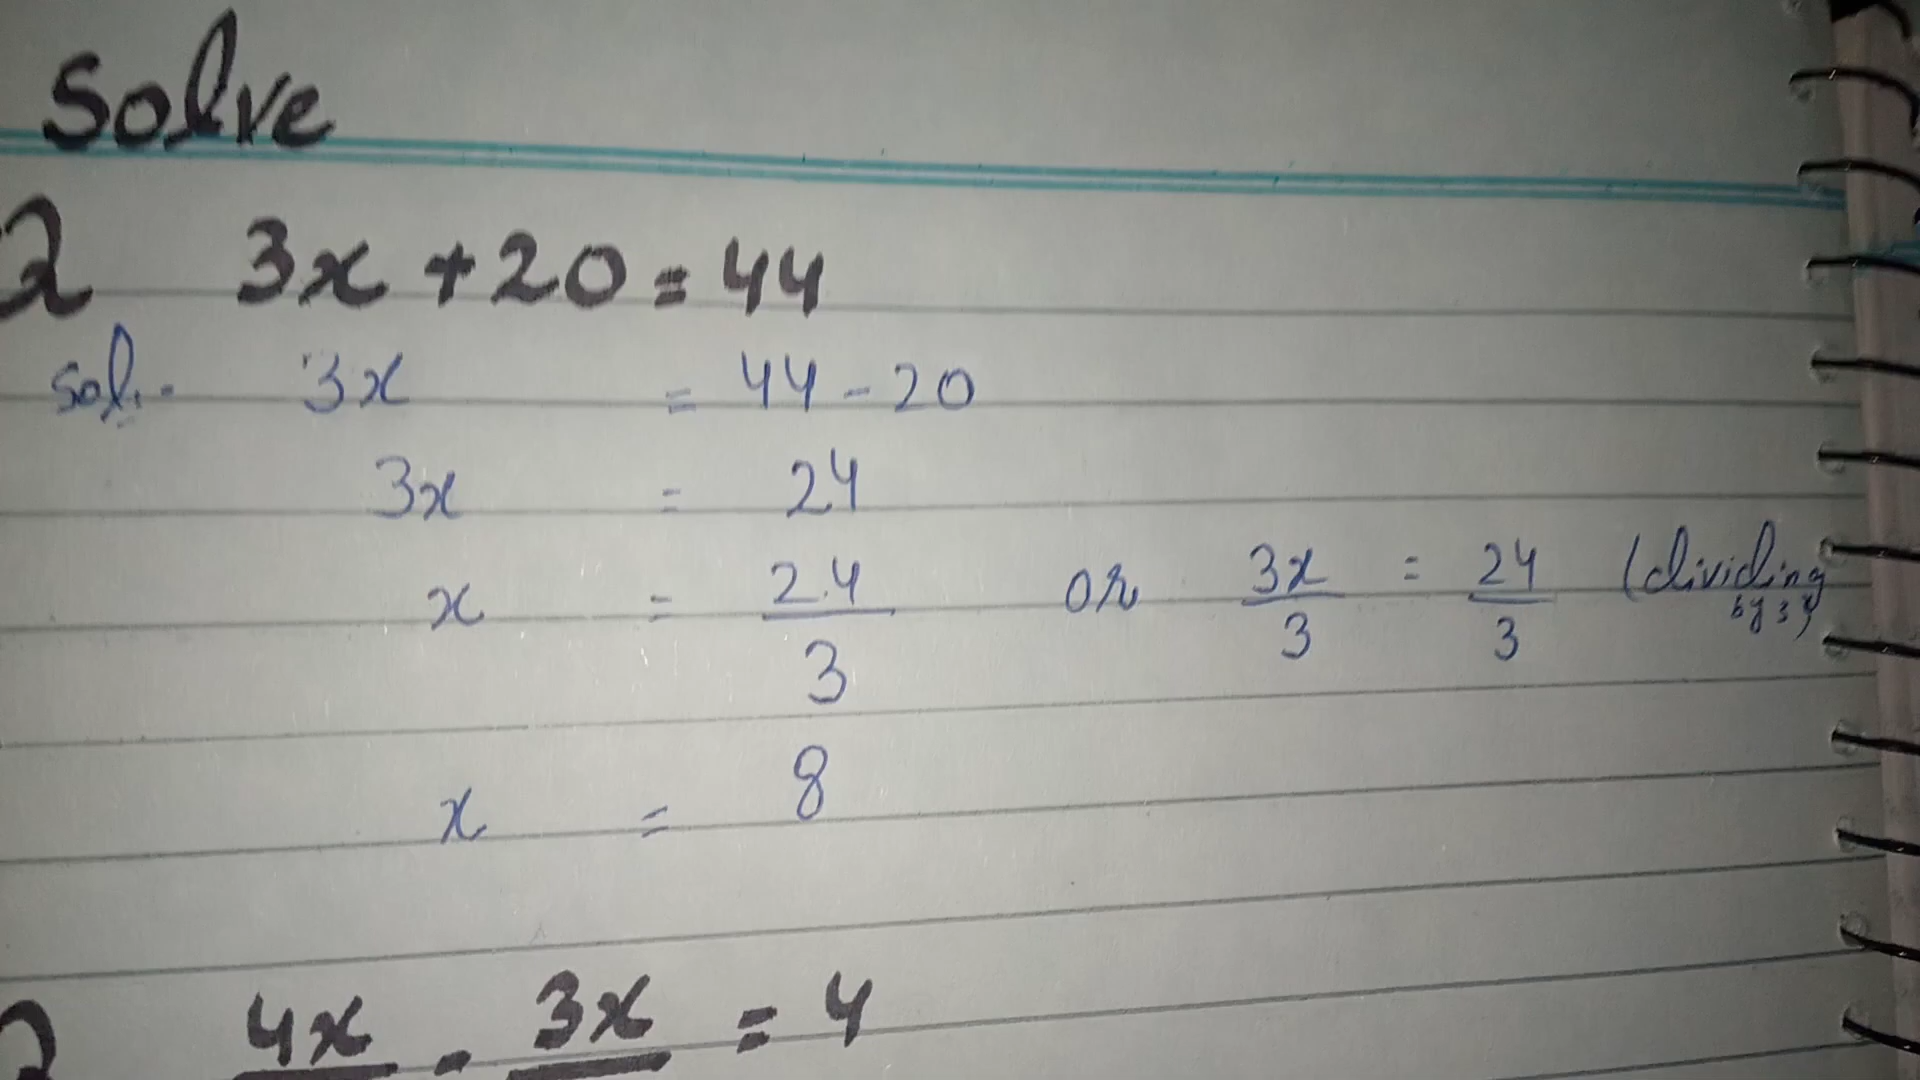 Solve
2 3x + 20 = 44
Sol. 3x = 44 - 20
3x = 24
x = 24/3 or 3x/3 = 24/3 (dividing by 3)
x = 8
4x - 3x = 4